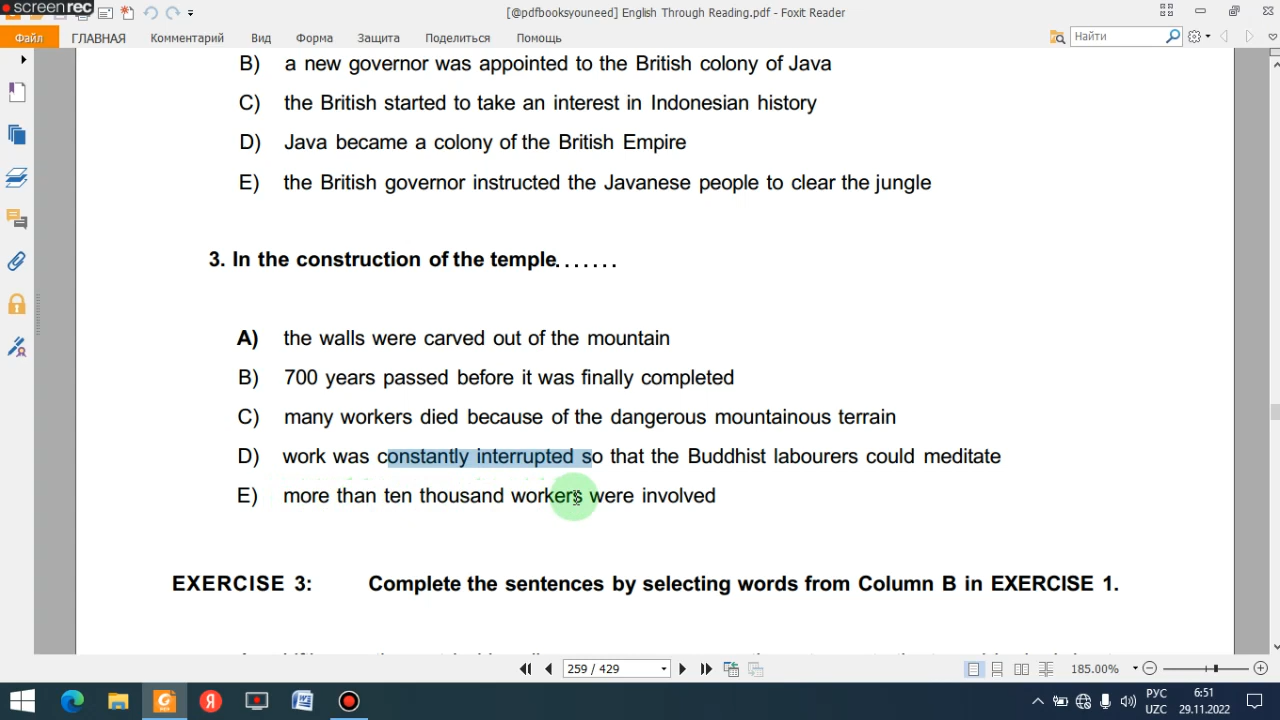 screenrec
[@pdfbooksyouneed] English Through Reading.pdf - Foxit Reader
Файл ГЛАВНАЯ Комментарий Вид Форма Защита Поделиться Помощь Найти
B) a new governor was appointed to the British colony of Java
C) the British started to take an interest in Indonesian history
D) Java became a colony of the British Empire
E) the British governor instructed the Javanese people to clear the jungle
3. In the construction of the temple.......
A) the walls were carved out of the mountain
B) 700 years passed before it was finally completed
C) many workers died because of the dangerous mountainous terrain
D) work was constantly interrupted so that the Buddhist labourers could meditate
E) more than ten thousand workers were involved
EXERCISE 3: Complete the sentences by selecting words from Column B in EXERCISE 1.
259 / 429 185.00%
РУС 6:51
UZC 29.11.2022